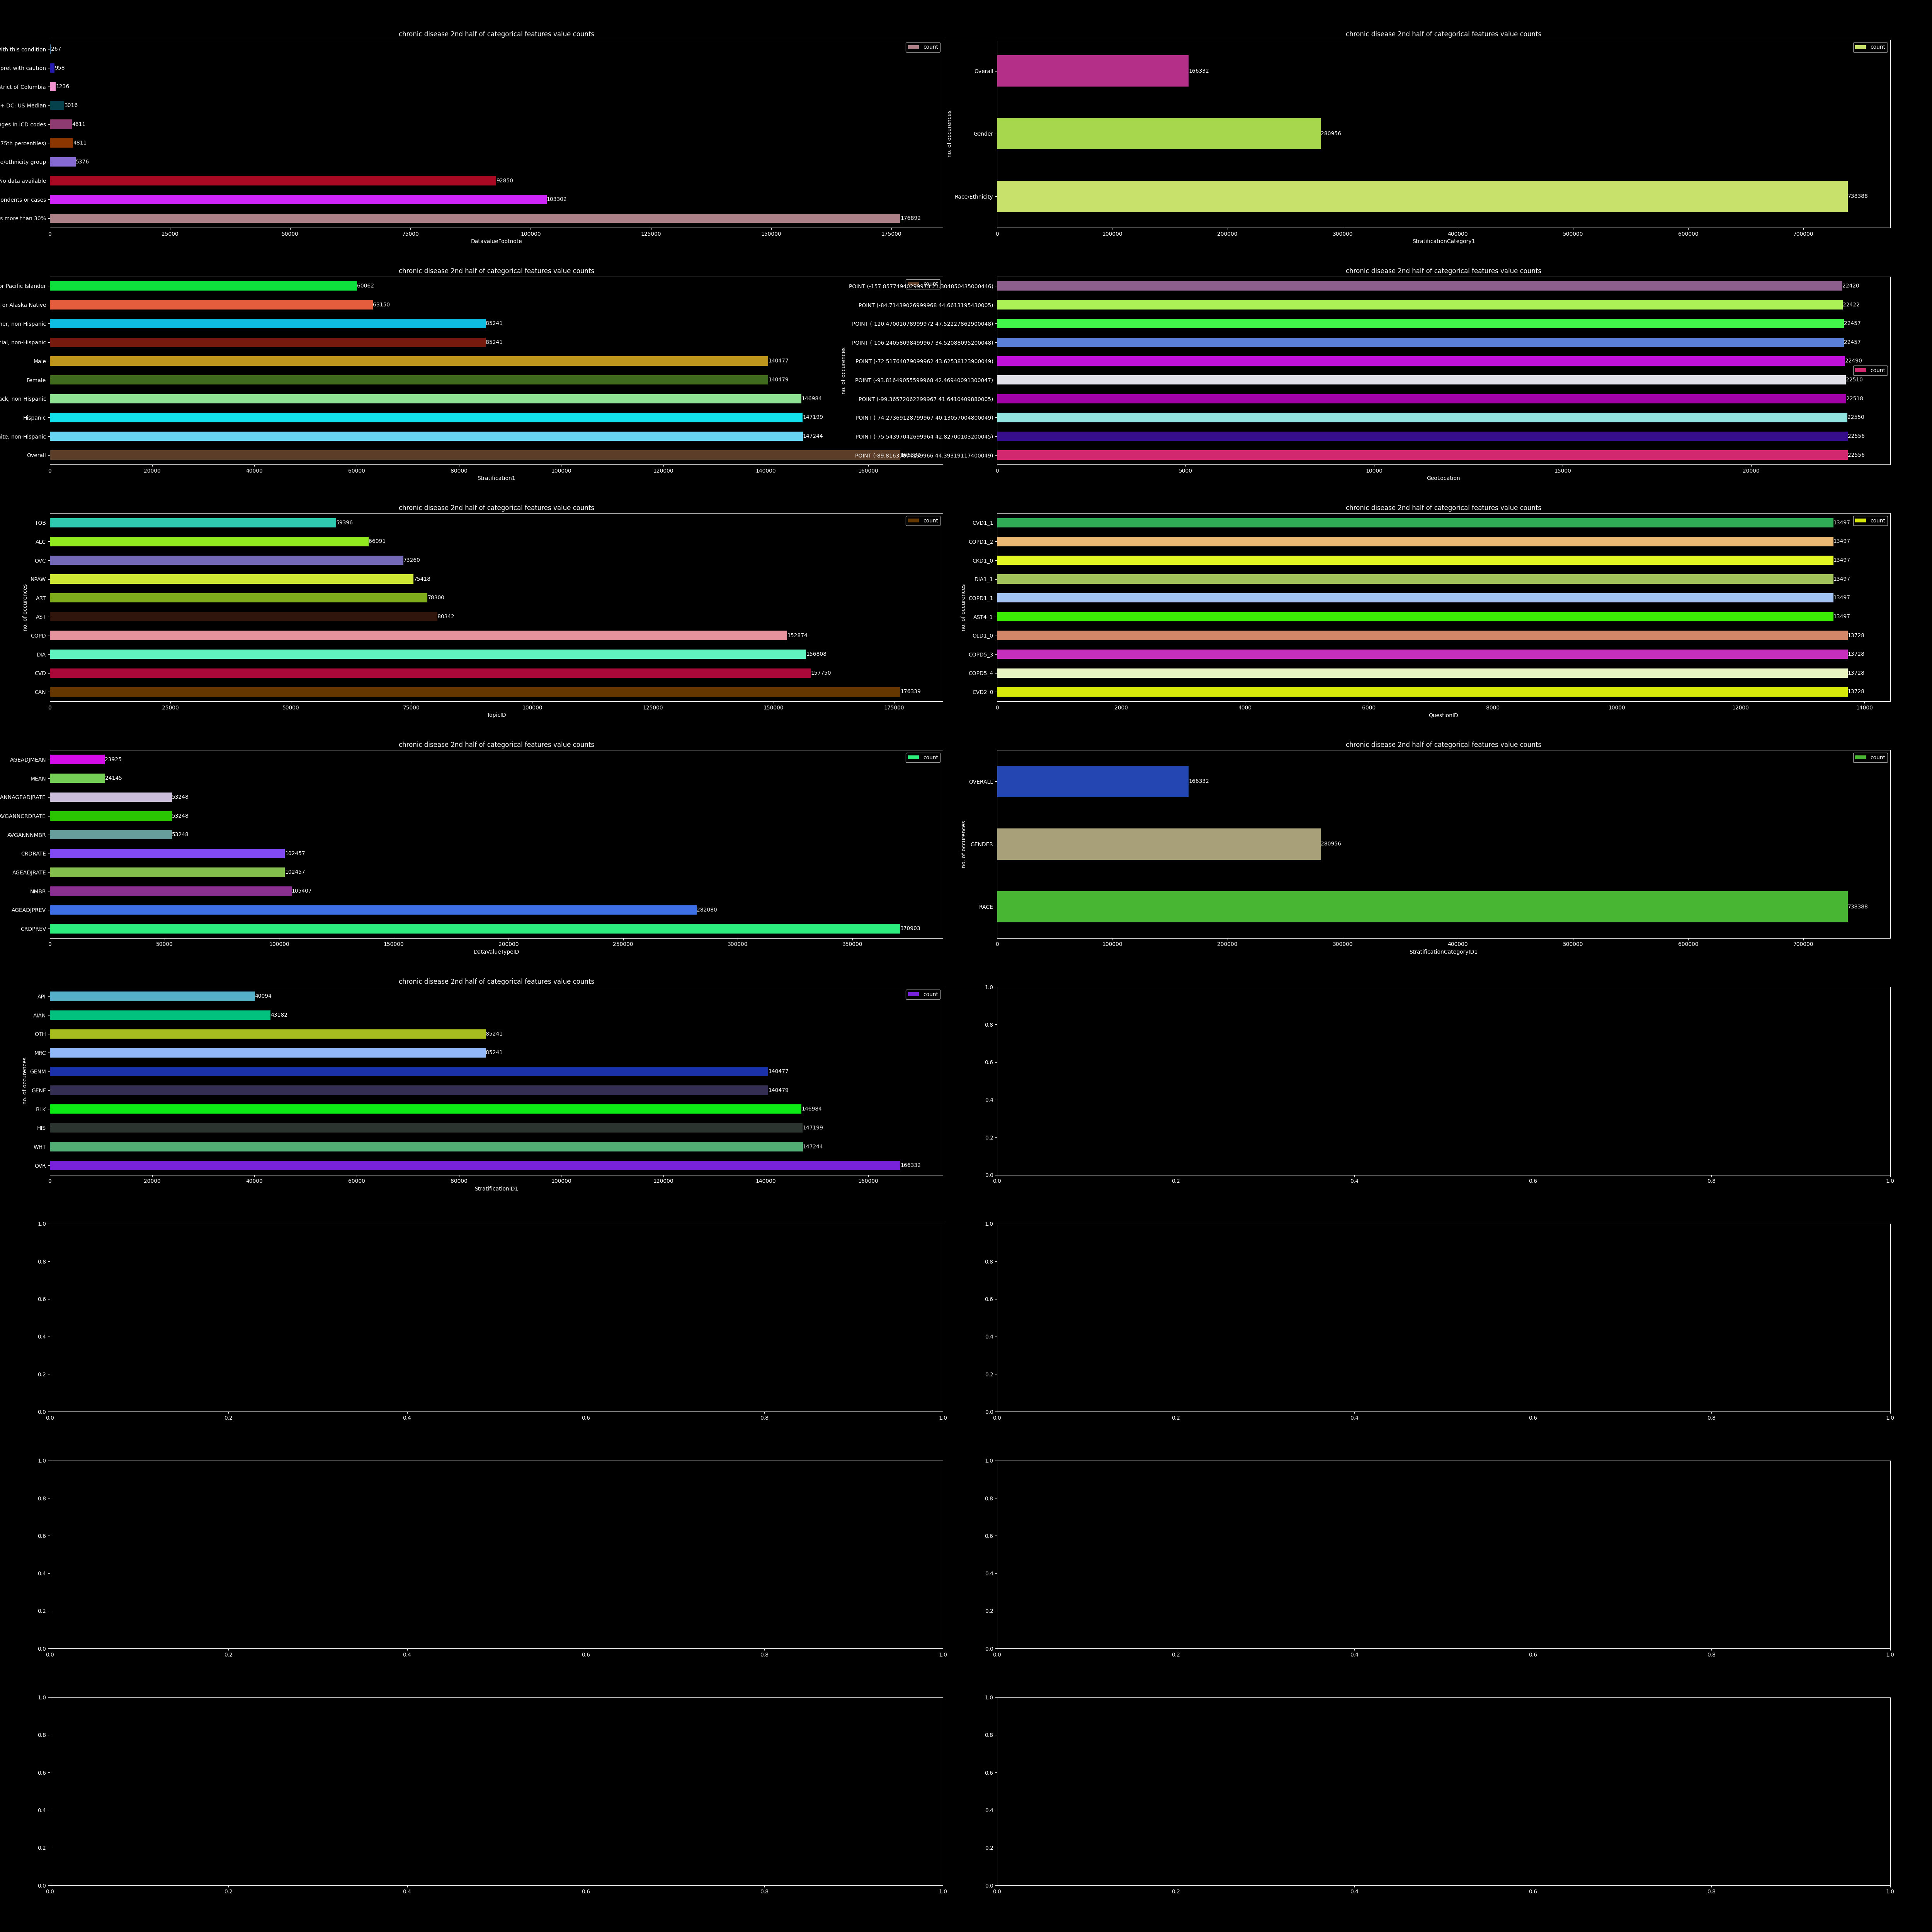 chronic disease 2nd half of categorical features value counts
count
with this condition
267
pret with caution
958
trict of Columbia
1236
+ DC: US Median
3016
nges in ICD codes
4611
75th percentiles)
4811
e/ethnicity group
5376
No data available
92850
ondents or cases
103302
s more than 30%
176892
0 25000 50000 75000 100000 125000 150000 175000
DatavalueFootnote
chronic disease 2nd half of categorical features value counts
count
no. of occurences
Overall
166332
Gender
280956
Race/Ethnicity
738388
0 100000 200000 300000 400000 500000 600000 700000
StratificationCategory1
chronic disease 2nd half of categorical features value counts
or Pacific Islander
60062
or Alaska Native
63150
her, non-Hispanic
85241
cial, non-Hispanic
85241
Male
140477
Female
140479
ack, non-Hispanic
146984
Hispanic
147199
ite, non-Hispanic
147244
Overall
0 20000 40000 60000 80000 100000 120000 140000 160000
Stratification1
chronic disease 2nd half of categorical features value counts
count
no. of occurences
22420
POINT (-84.71439026999968 44.6613195430005)
22422
POINT (-120.47001078999972 47.52227862900048)
22457
POINT (-106.24058098499967 34.52088095200048)
22457
POINT (-72.51764079099962 43.62538123900049)
22490
POINT (-93.81649055599968 42.46940091300047)
22510
POINT (-99.36572062299967 41.6410409880005)
22518
POINT (-74.27369128799967 40.13057004800049)
22550
POINT (-75.54397042699964 42.82700103200045)
22556
22556
0 5000 10000 15000 20000
GeoLocation
chronic disease 2nd half of categorical features value counts
count
no. of occurences
TOB
59396
ALC
66091
OVC
73260
NPAW
75418
ART
78300
AST
80342
COPD
152874
DIA
156808
CVD
157750
CAN
176339
0 25000 50000 75000 100000 125000 150000 175000
TopicID
chronic disease 2nd half of categorical features value counts
count
no. of occurences
CVD1_1
13497
COPD1_2
13497
CKD1_0
13497
DIA1_1
13497
COPD1_1
13497
AST4_1
13497
OLD1_0
13728
COPD5_3
13728
COPD5_4
13728
CVD2_0
13728
0 2000 4000 6000 8000 10000 12000 14000
QuestionID
chronic disease 2nd half of categorical features value counts
count
AGEADJMEAN
23925
MEAN
24145
ANNAGEADJRATE
53248
AVGANNCRDRATE
53248
AVGANNNMBR
53248
CRDRATE
102457
AGEADJRATE
102457
NMBR
105407
AGEADJPREV
282080
CRDPREV
370903
0 50000 100000 150000 200000 250000 300000 350000
DataValueTypeID
chronic disease 2nd half of categorical features value counts
count
no. of occurences
OVERALL
166332
GENDER
280956
RACE
738388
0 100000 200000 300000 400000 500000 600000 700000
StratificationCategoryID1
chronic disease 2nd half of categorical features value counts
count
no. of occurences
API
40094
AIAN
43182
OTH
85241
MRC
85241
GENM
140477
GENF
140479
BLK
146984
HIS
147199
WHT
147244
OVR
166332
0 20000 40000 60000 80000 100000 120000 140000 160000
StratificationID1
1.0
0.8
0.6
0.4
0.2
0.0
0.0 0.2 0.4 0.6 0.8 1.0
1.0
0.8
0.6
0.4
0.2
0.0
0.0 0.2 0.4 0.6 0.8 1.0
1.0
0.8
0.6
0.4
0.2
0.0
0.0 0.2 0.4 0.6 0.8 1.0
1.0
0.8
0.6
0.4
0.2
0.0
0.0 0.2 0.4 0.6 0.8 1.0
1.0
0.8
0.6
0.4
0.2
0.0
0.0 0.2 0.4 0.6 0.8 1.0
1.0
0.8
0.6
0.4
0.2
0.0
0.0 0.2 0.4 0.6 0.8 1.0
1.0
0.8
0.6
0.4
0.2
0.0
0.0 0.2 0.4 0.6 0.8 1.0